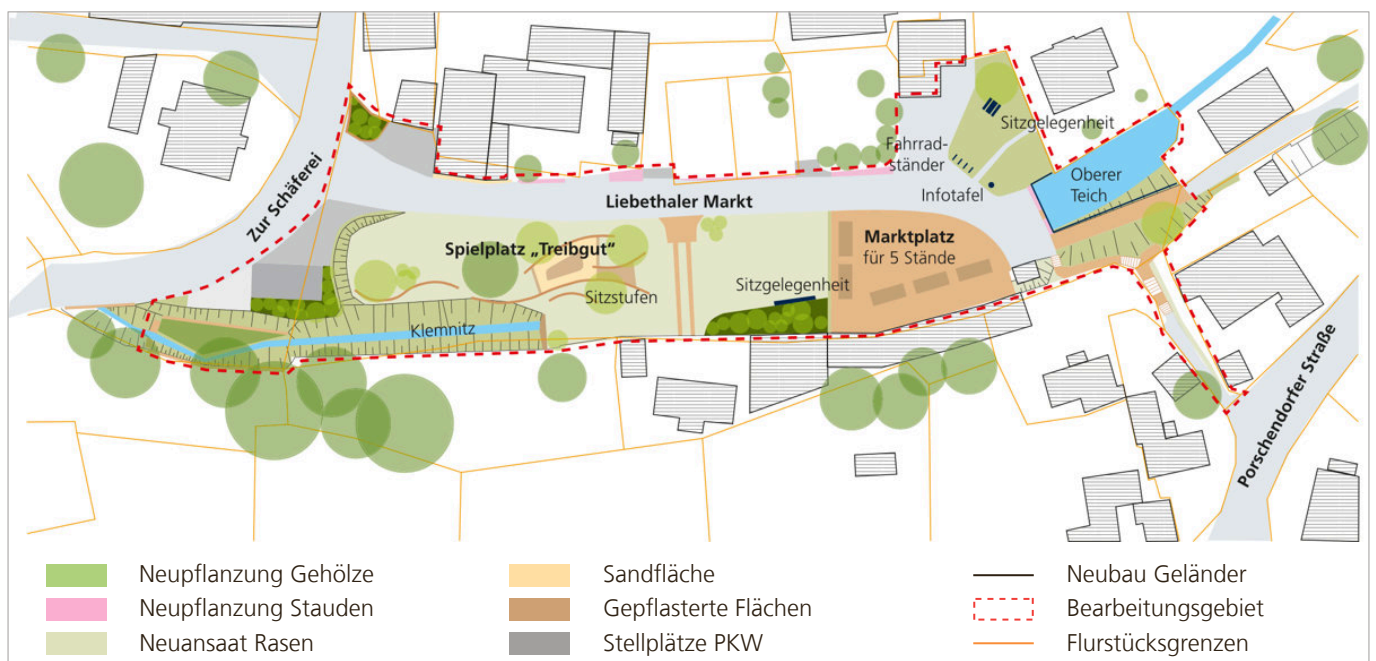 Sitzgelegenheit
Fahrrad-
ständer
Oberer
Teich
Infotafel
Zur Schäferei
Liebethaler Markt
Marktplatz
für 5 Stände
Spielplatz „Treibgut“
Sitzgelegenheit
Sitzstufen
Klemnitz
Porschendorfer Straße
Neupflanzung Gehölze
Neupflanzung Stauden
Neuansaat Rasen
Sandfläche
Gepflasterte Flächen
Stellplätze PKW
Neubau Geländer
Bearbeitungsgebiet
Flurstücksgrenzen